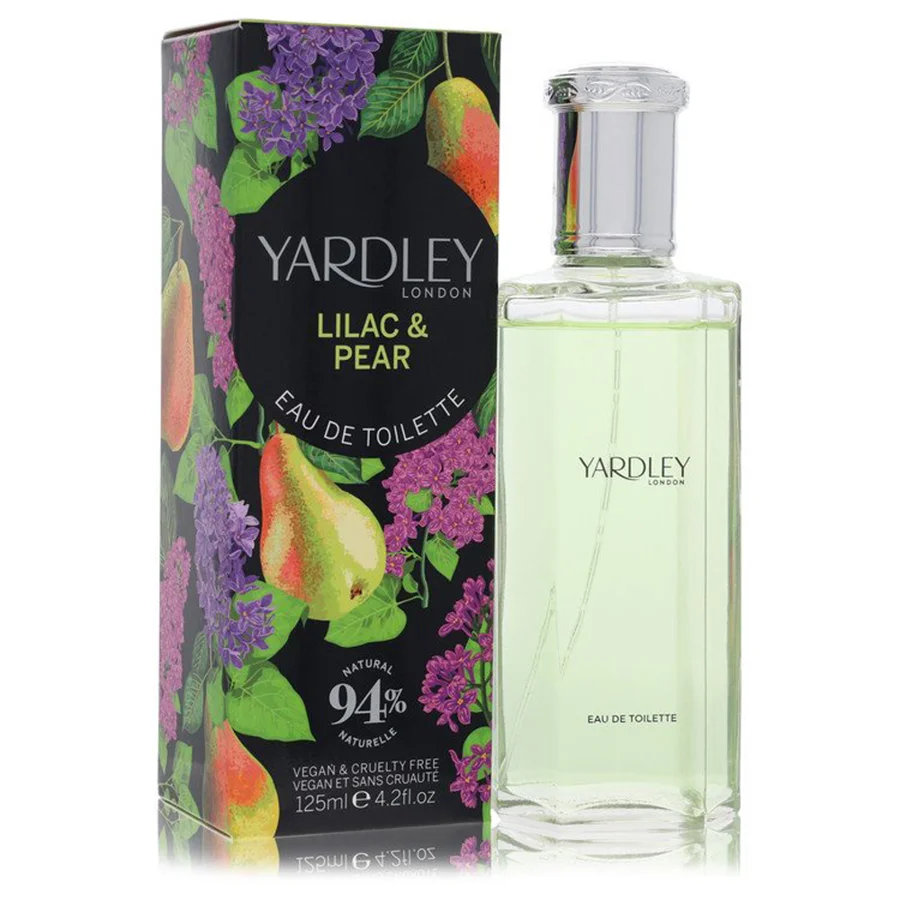 YARDLEY
LONDON
LILAC &
PEAR
EAU DE TOILETTE
NATURAL
94%
NATURELLE
VEGAN & CRUELTY FREE
VEGAN ET SANS CRUAUTÉ
125ml e 4.2fl.oz
YARDLEY
LONDON
EAU DE TOILETTE